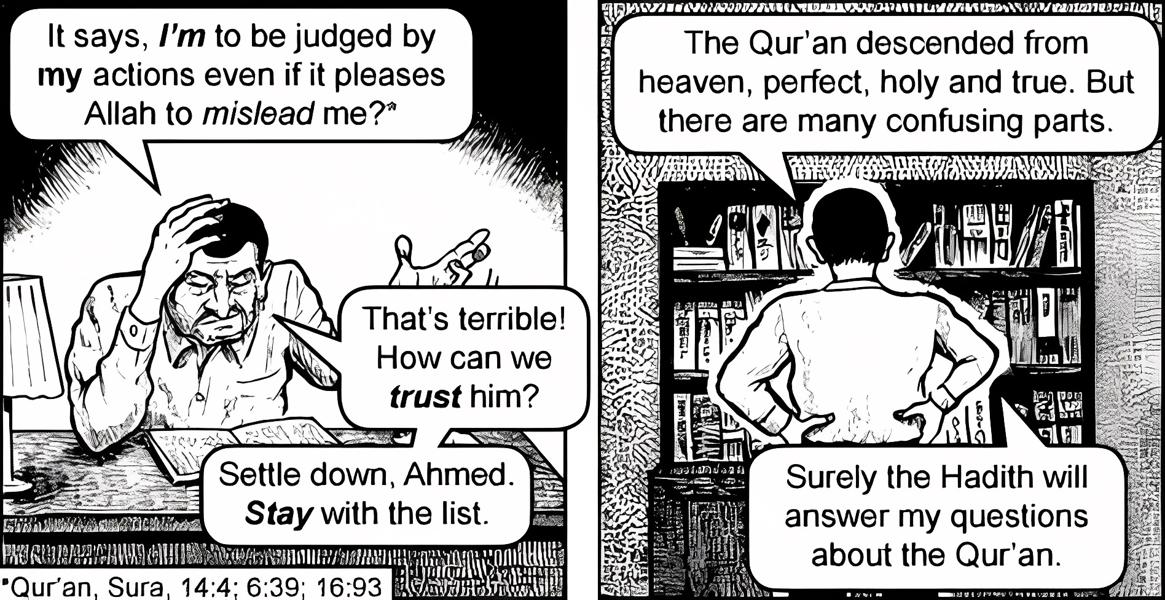 It says, I'm to be judged by
my actions even if it pleases
Allah to mislead me?*
That's terrible!
How can we
trust him?
Settle down, Ahmed.
Stay with the list.
*Qur'an, Sura, 14:4; 6:39; 16:93
The Qur'an descended from
heaven, perfect, holy and true. But
there are many confusing parts.
Surely the Hadith will
answer my questions
about the Qur'an.